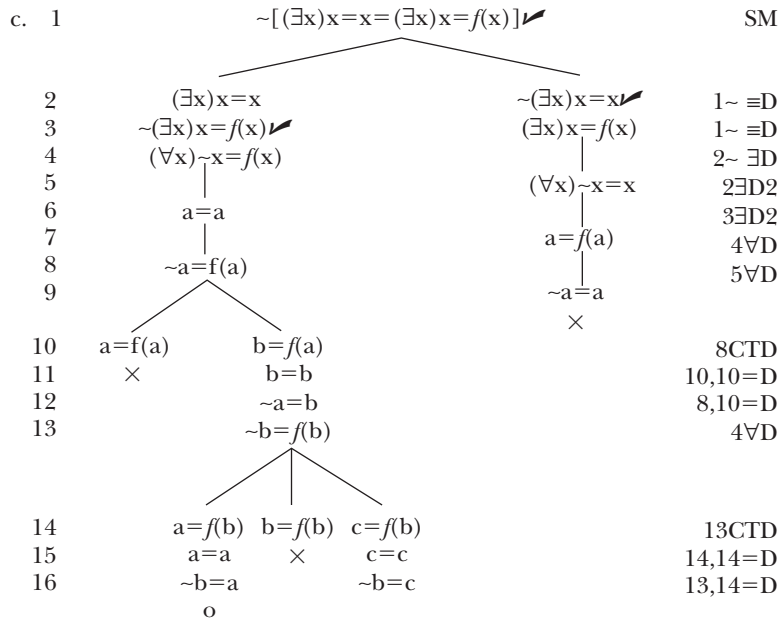 c. 1 ~[(∃x)x=x=(∃x)x=f(x)]✔ SM
2 (∃x)x=x ~(∃x)x=x✔ 1~ ≡D
3 ~(∃x)x=f(x)✔ (∃x)x=f(x) 1~ ≡D
4 (∀x)~x=f(x) 2~ ∃D
5 (∀x)~x=x 2∃D2
6 a=a 3∃D2
7 a=f(a) 4∀D
8 ~a=f(a) 5∀D
9 ~a=a
×
10 a=f(a) b=f(a) 8CTD
11 × b=b 10,10=D
12 ~a=b 8,10=D
13 ~b=f(b) 4∀D
14 a=f(b) b=f(b) c=f(b) 13CTD
15 a=a × c=c 14,14=D
16 ~b=a ~b=c 13,14=D
o